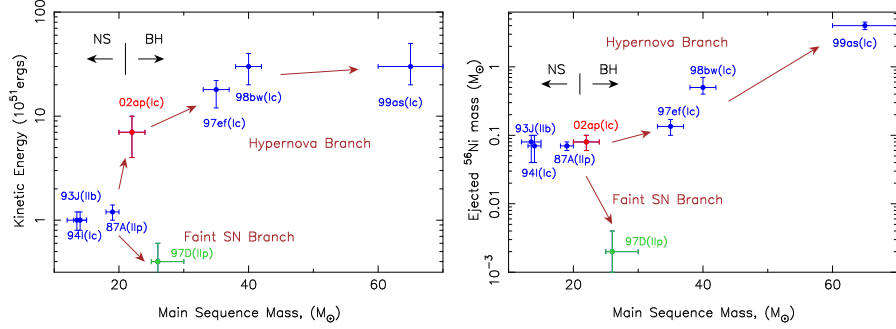 100
10
1
Kinetic Energy (10⁵¹ergs)
NS
BH
02ap(Ic)
97ef(Ic)
98bw(Ic)
99as(Ic)
Hypernova Branch
93J(IIb)
94I(Ic)
87A(IIp)
Faint SN Branch
97D(IIp)
20
40
60
Main Sequence Mass, (M⊙)
1
0.1
0.01
10⁻³
Ejected ⁵⁶Ni mass (M⊙)
Hypernova Branch
99as(Ic)
NS
BH
98bw(Ic)
93J(IIb)
02ap(Ic)
97ef(Ic)
94I(Ic)
87A(IIp)
Faint SN Branch
97D(IIp)
20
40
60
Main Sequence Mass, (M⊙)